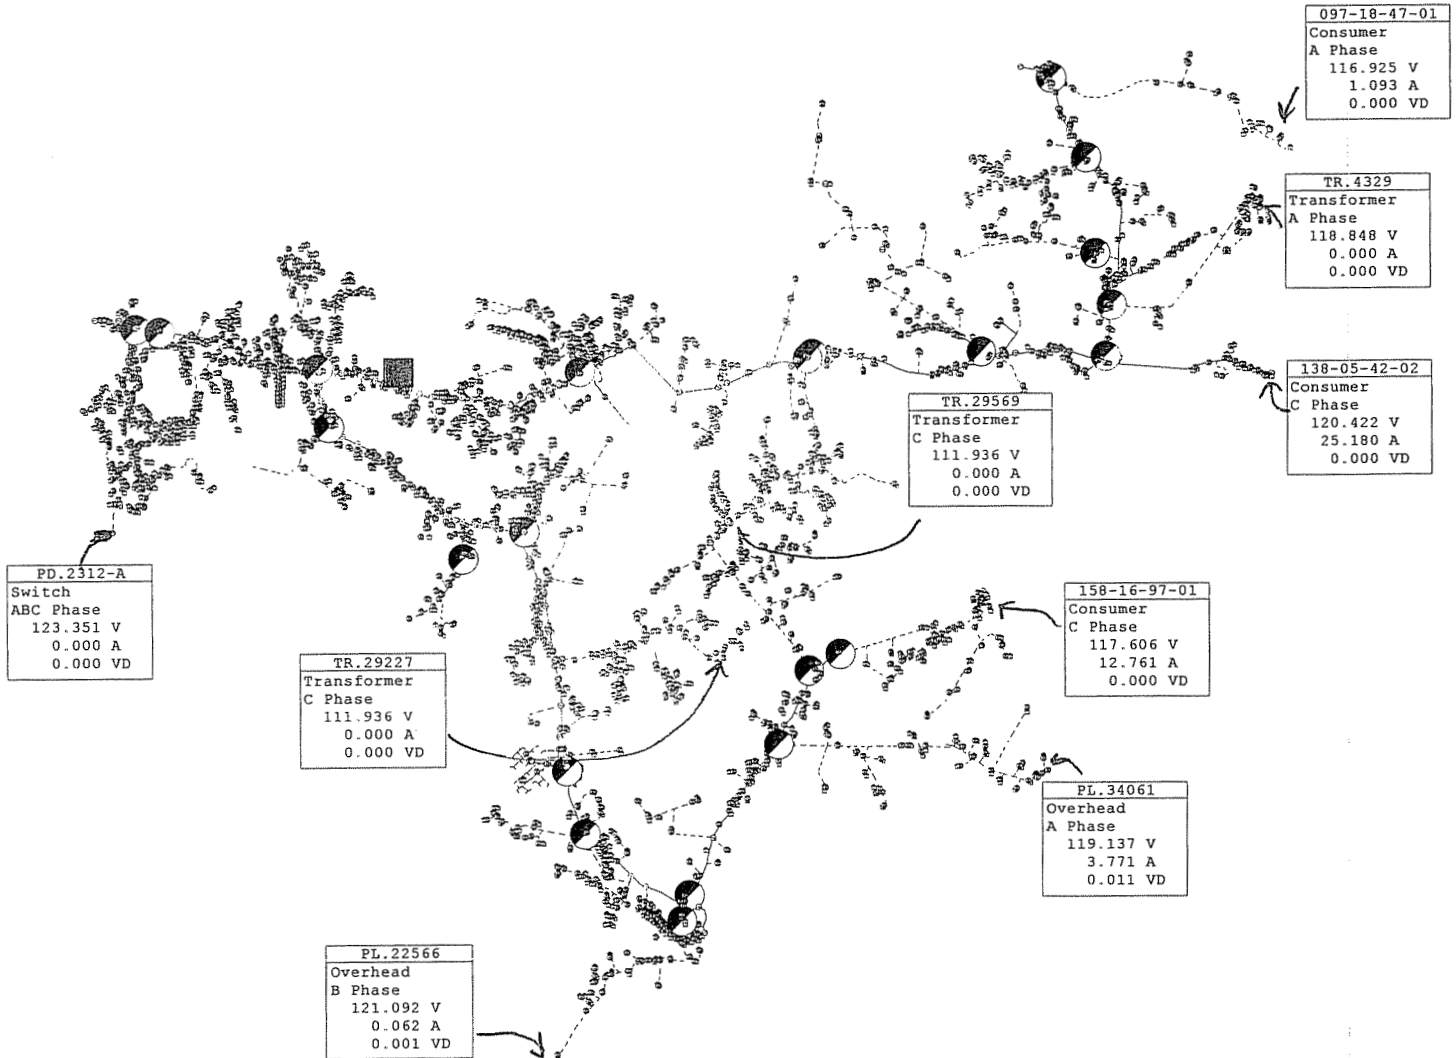 097-18-47-01
Consumer
A Phase
116.925 V
1.093 A
0.000 VD
TR.4329
Transformer
A Phase
118.848 V
0.000 A
0.000 VD
138-05-42-02
Consumer
C Phase
120.422 V
25.180 A
0.000 VD
TR.29569
Transformer
C Phase
111.936 V
0.000 A
0.000 VD
PD.2312-A
Switch
ABC Phase
123.351 V
0.000 A
0.000 VD
158-16-97-01
Consumer
C Phase
117.606 V
12.761 A
0.000 VD
TR.29227
Transformer
C Phase
111.936 V
0.000 A
0.000 VD
PL.34061
Overhead
A Phase
119.137 V
3.771 A
0.011 VD
PL.22566
Overhead
B Phase
121.092 V
0.062 A
0.001 VD